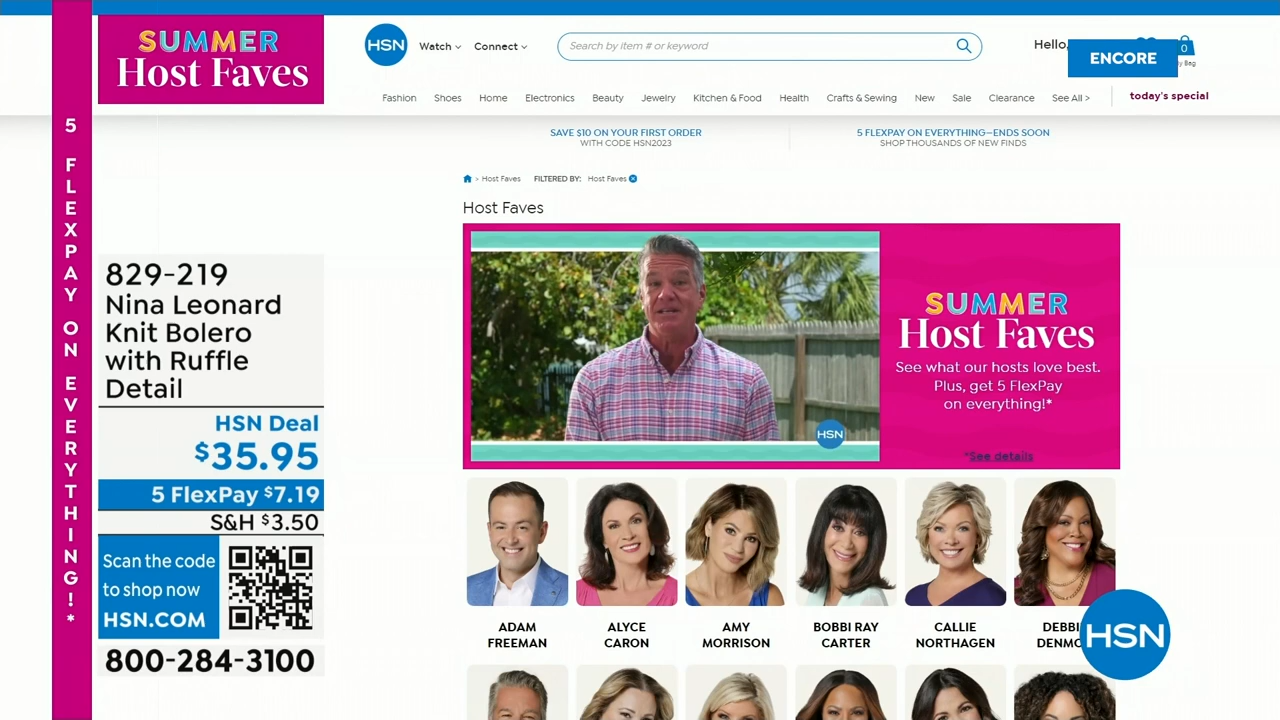 SUMMER
Host Faves
5 FLEXPAY ON EVERYTHING!*
829-219
Nina Leonard
Knit Bolero
with Ruffle
Detail
HSN Deal
$35.95
5 FlexPay $7.19
S&H $3.50
Scan the code
to shop now
HSN.COM
800-284-3100
HSN
Watch
Connect
Search by item # or keyword
Hello,
ENCORE
0
Bag
Fashion
Shoes
Home
Electronics
Beauty
Jewelry
Kitchen & Food
Health
Crafts & Sewing
New
Sale
Clearance
See All >
today's special
SAVE $10 ON YOUR FIRST ORDER
WITH CODE HSN2023
5 FLEXPAY ON EVERYTHING—ENDS SOON
SHOP THOUSANDS OF NEW FINDS
> Host Faves FILTERED BY: Host Faves
Host Faves
HSN
SUMMER
Host Faves
See what our hosts love best.
Plus, get 5 FlexPay
on everything!*
*See details
ADAM
FREEMAN
ALYCE
CARON
AMY
MORRISON
BOBBI RAY
CARTER
CALLIE
NORTHAGEN
HSN